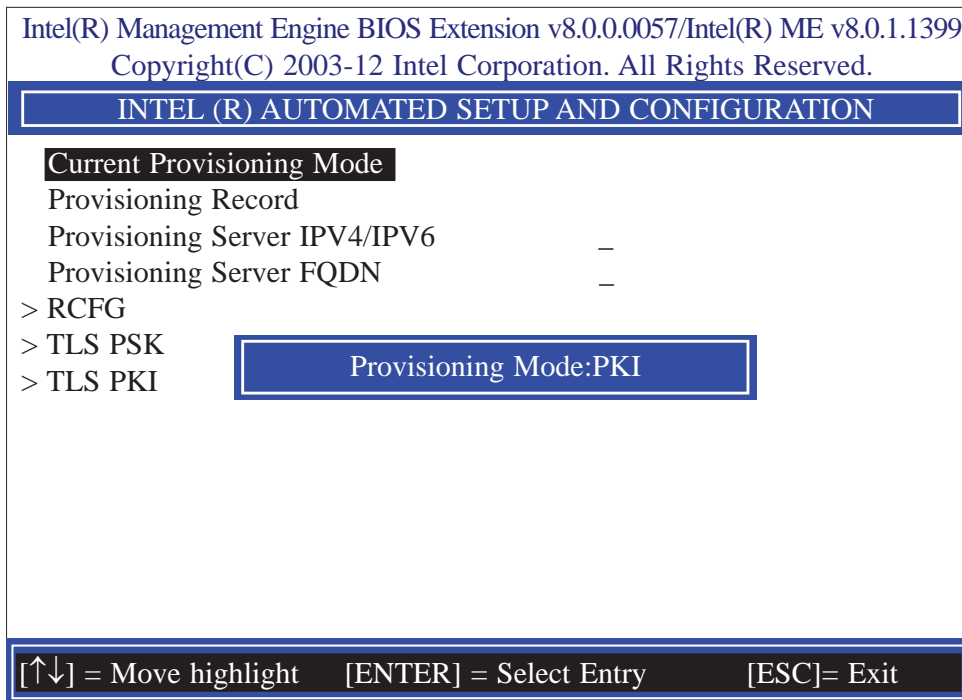 Intel(R) Management Engine BIOS Extension v8.0.0.0057/Intel(R) ME v8.0.1.1399
Copyright(C) 2003-12 Intel Corporation. All Rights Reserved.
INTEL (R) AUTOMATED SETUP AND CONFIGURATION
Current Provisioning Mode
Provisioning Record
Provisioning Server IPV4/IPV6 _
Provisioning Server FQDN _
> RCFG
> TLS PSK
> TLS PKI
Provisioning Mode:PKI
[↑↓] = Move highlight [ENTER] = Select Entry [ESC]= Exit